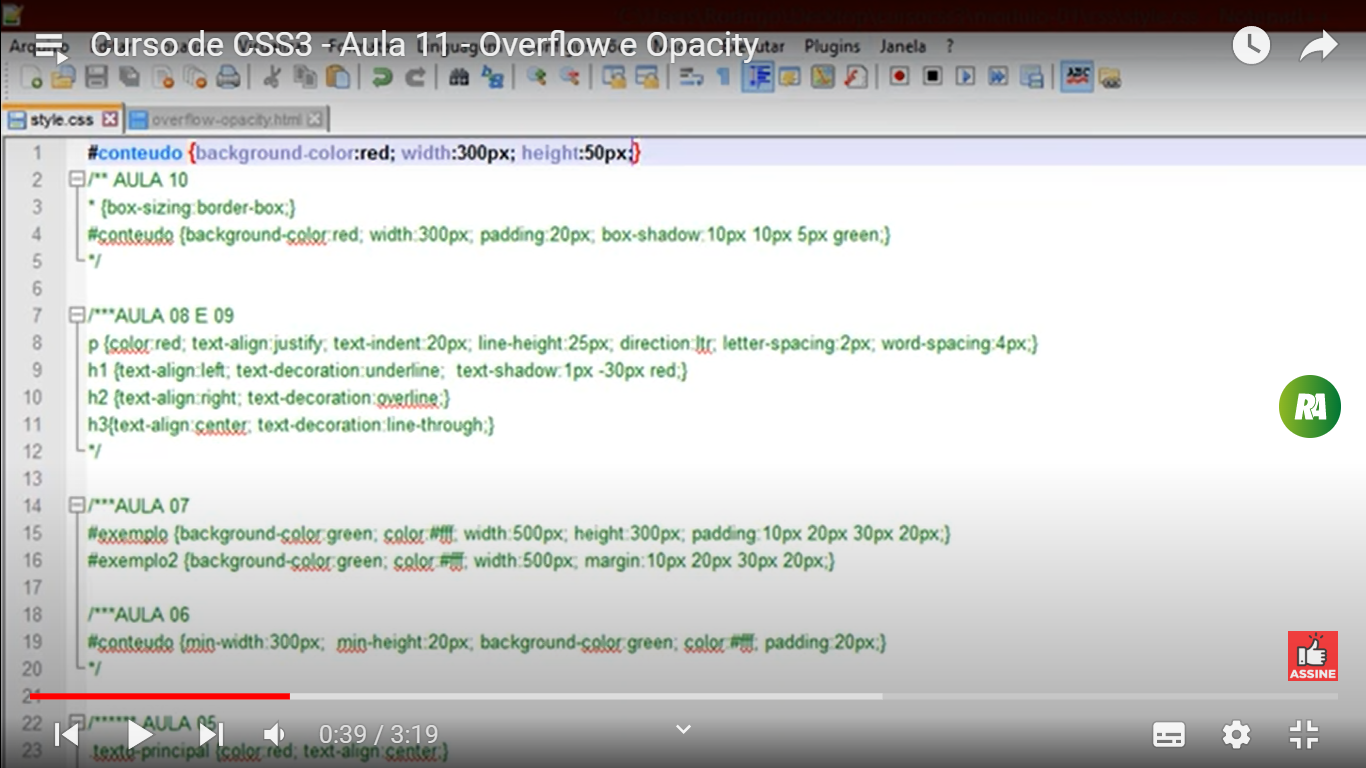 Curso de CSS3 - Aula 11 - Overflow e Opacity
Plugins Janela ?
ABC
style.css overflow-opacity.html
1 #conteudo {background-color:red; width:300px; height:50px;}
2 /** AULA 10
3 * {box-sizing:border-box;}
4 #conteudo {background-color:red; width:300px; padding:20px; box-shadow:10px 10px 5px green;}
5 */
6
7 /***AULA 08 E 09
8 p {color:red; text-align:justify; text-indent:20px; line-height:25px; direction:ltr; letter-spacing:2px; word-spacing:4px;}
9 h1 {text-align:left; text-decoration:underline;  text-shadow:1px -30px red;}
10 h2 {text-align:right; text-decoration:overline;}
11 h3{text-align:center; text-decoration:line-through;}
12 */
13
14 /***AULA 07
15 #exemplo {background-color:green; color:#fff; width:500px; height:300px; padding:10px 20px 30px 20px;}
16 #exemplo2 {background-color:green; color:#fff; width:500px; margin:10px 20px 30px 20px;}
17
18 /***AULA 06
19 #conteudo {min-width:300px;  min-height:20px; background-color:green; color:#fff; padding:20px;}
20 */
21
22 /****** AULA 05
23 .texto-principal {color:red; text-align:center;}
RA
ASSINE
0:39 / 3:19